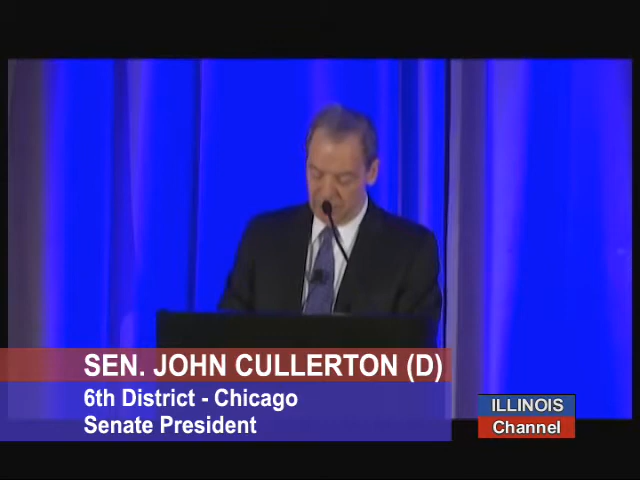 SEN. JOHN CULLERTON (D)
6th District - Chicago
Senate President
ILLINOIS
Channel